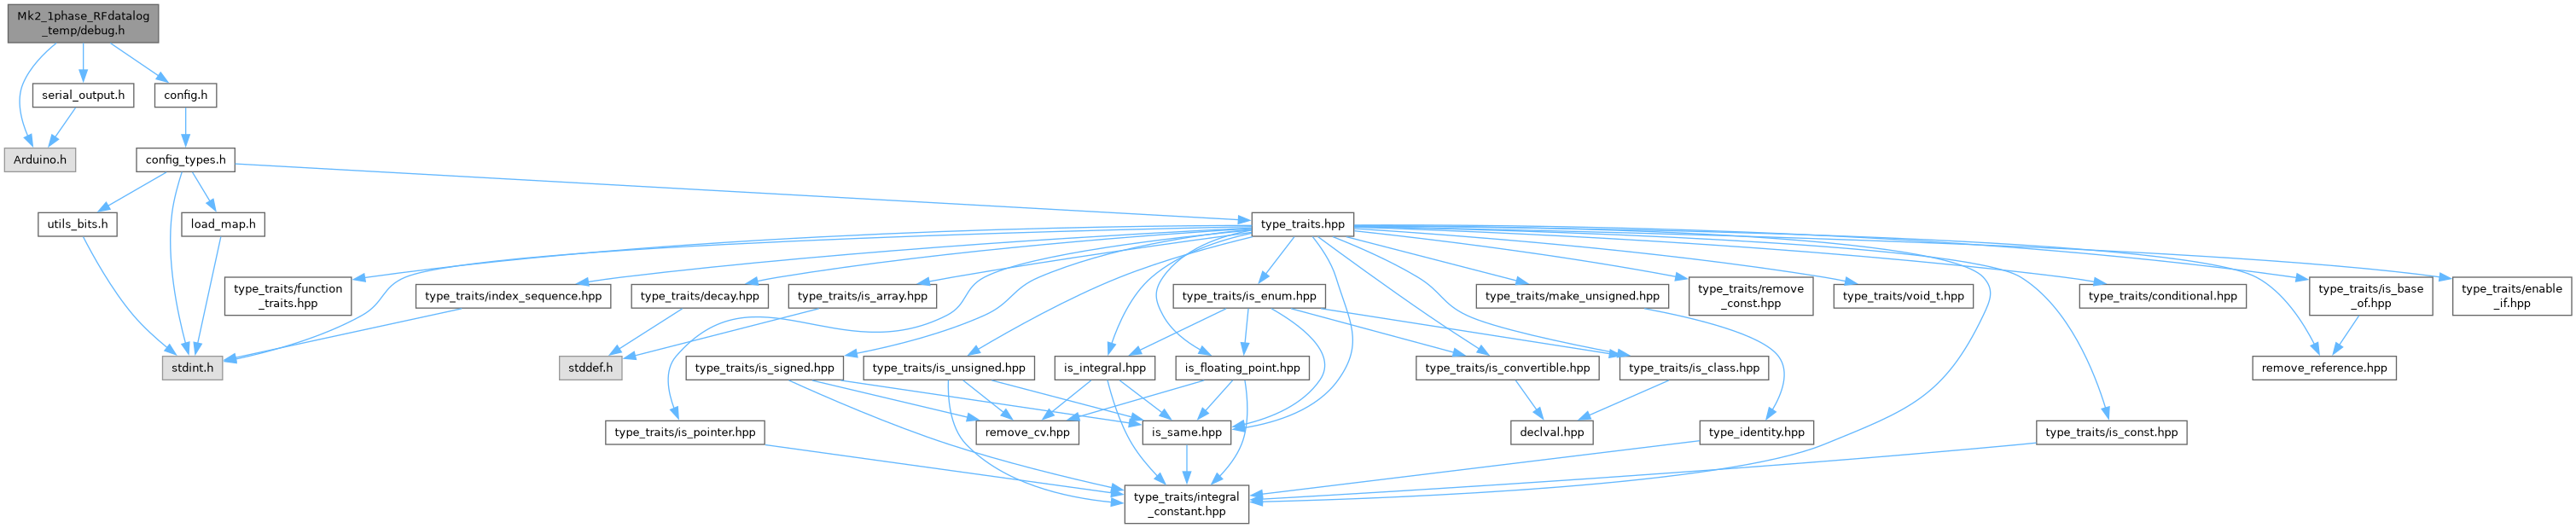 Mk2_1phase_RFdatalog
_temp/debug.h
serial_output.h
config.h
Arduino.h
config_types.h
utils_bits.h
load_map.h
type_traits.hpp
type_traits/function
_traits.hpp
type_traits/index_sequence.hpp
type_traits/decay.hpp
type_traits/is_array.hpp
type_traits/is_enum.hpp
type_traits/make_unsigned.hpp
type_traits/remove
_const.hpp
type_traits/void_t.hpp
type_traits/conditional.hpp
type_traits/is_base
_of.hpp
type_traits/enable
_if.hpp
stdint.h
stddef.h
type_traits/is_signed.hpp
type_traits/is_unsigned.hpp
is_integral.hpp
is_floating_point.hpp
type_traits/is_convertible.hpp
type_traits/is_class.hpp
remove_reference.hpp
type_traits/is_pointer.hpp
remove_cv.hpp
is_same.hpp
declval.hpp
type_identity.hpp
type_traits/is_const.hpp
type_traits/integral
_constant.hpp